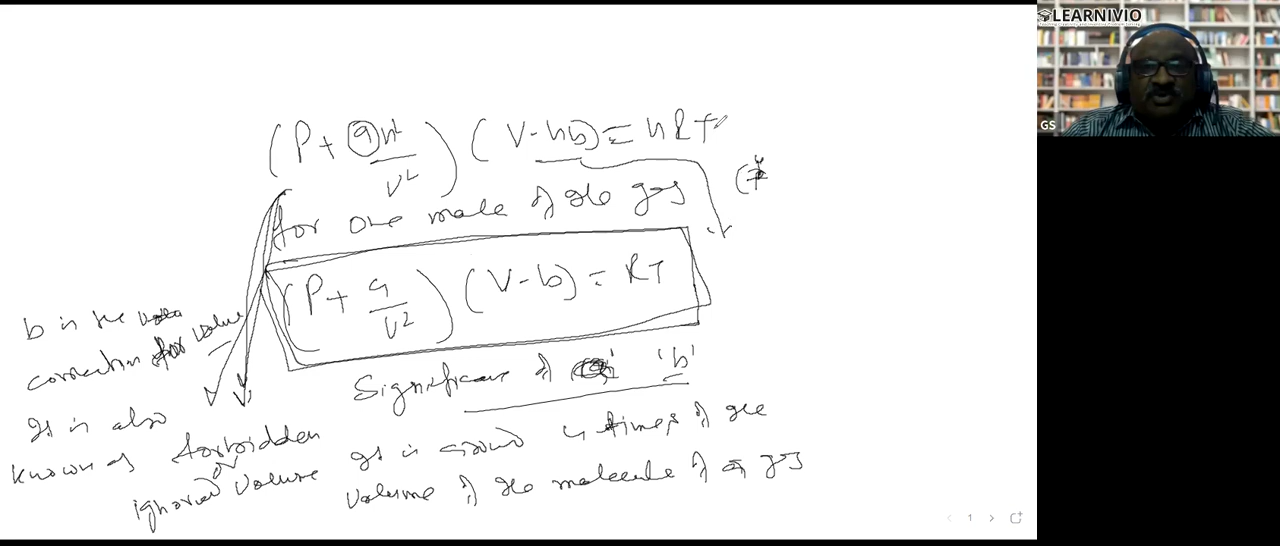 LEARNIVIO
GS
(P + an²/V²) (V - nb) = nRT
for one mole of the gas
(P + a/V²) (V - b) = RT
b is the
correction for volume
It is also
known as forbidden
or
ignored volume
Significance of 'b'
It is around 4 times of the
volume of the molecule of a gas
1